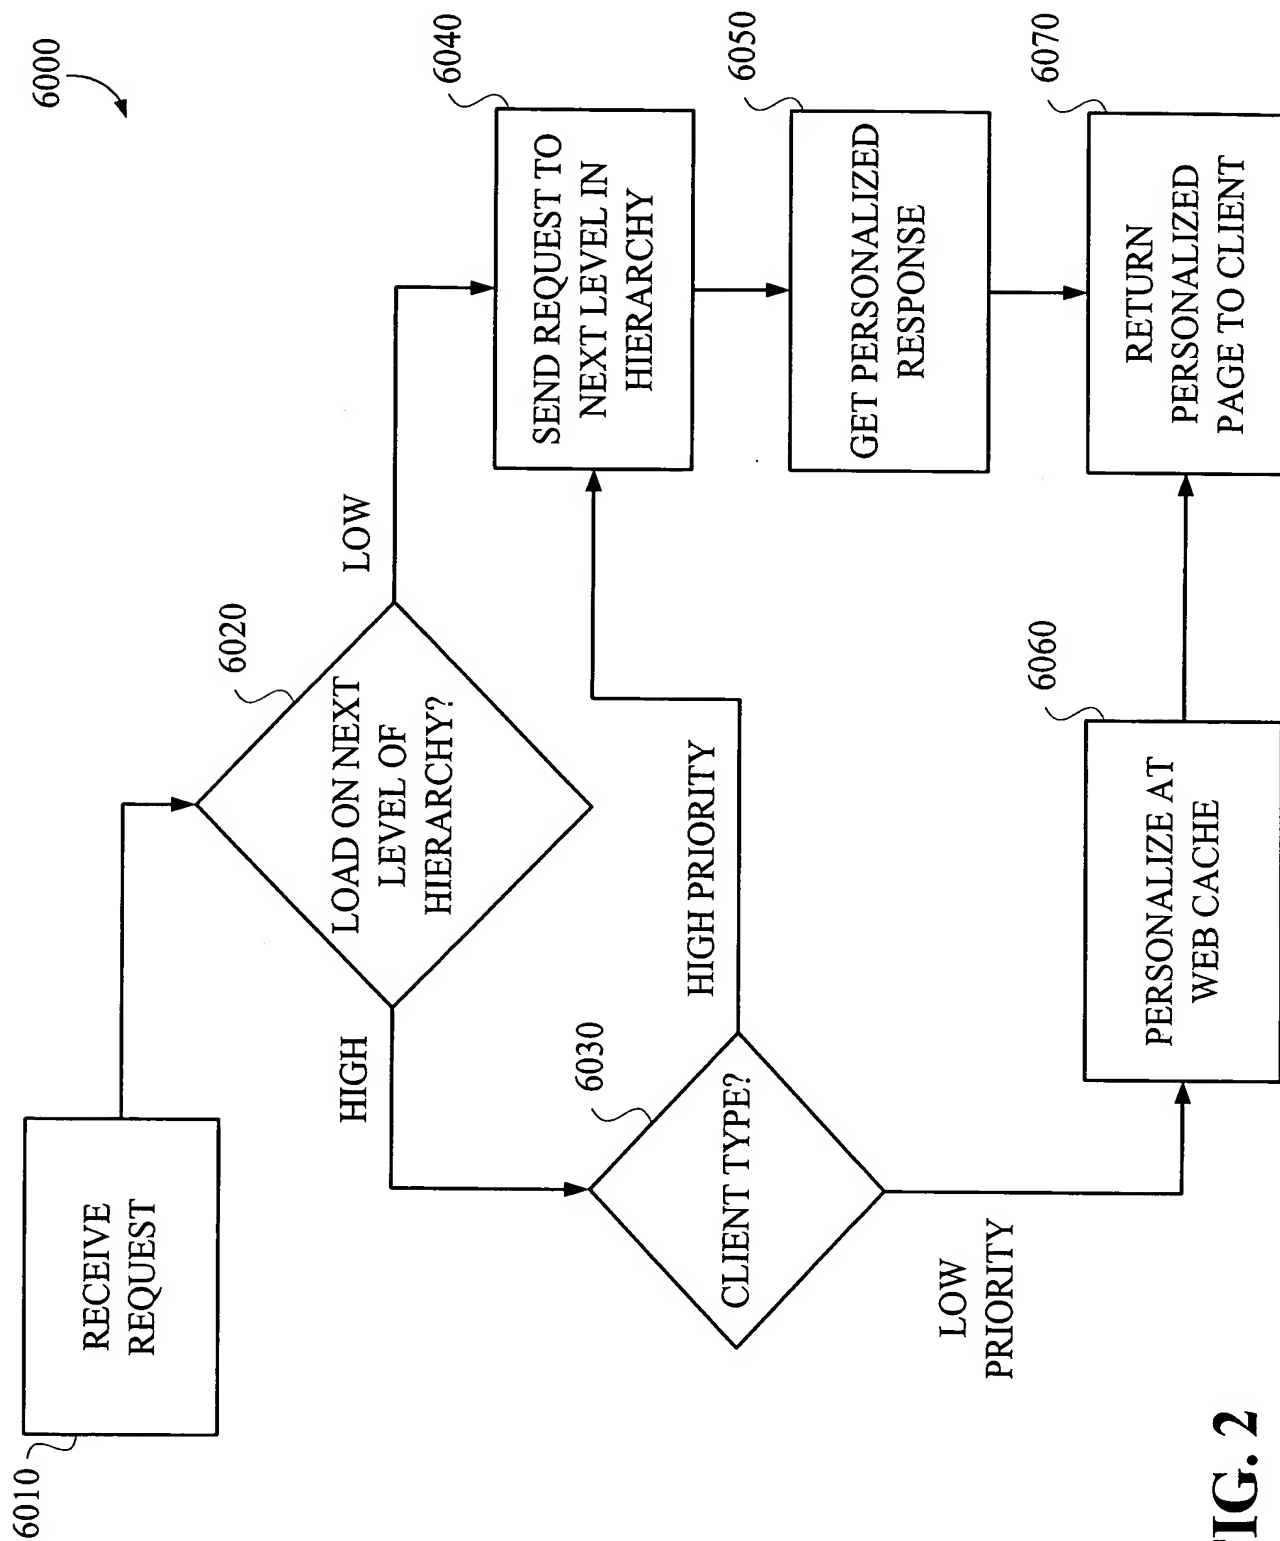 6000
6010
RECEIVE
REQUEST
6020
LOAD ON NEXT
LEVEL OF
HIERARCHY?
HIGH
LOW
6030
CLIENT TYPE?
HIGH PRIORITY
LOW
PRIORITY
6040
SEND REQUEST TO
NEXT LEVEL IN
HIERARCHY
6050
GET PERSONALIZED
RESPONSE
6060
PERSONALIZE AT
WEB CACHE
6070
RETURN
PERSONALIZED
PAGE TO CLIENT
FIG. 2